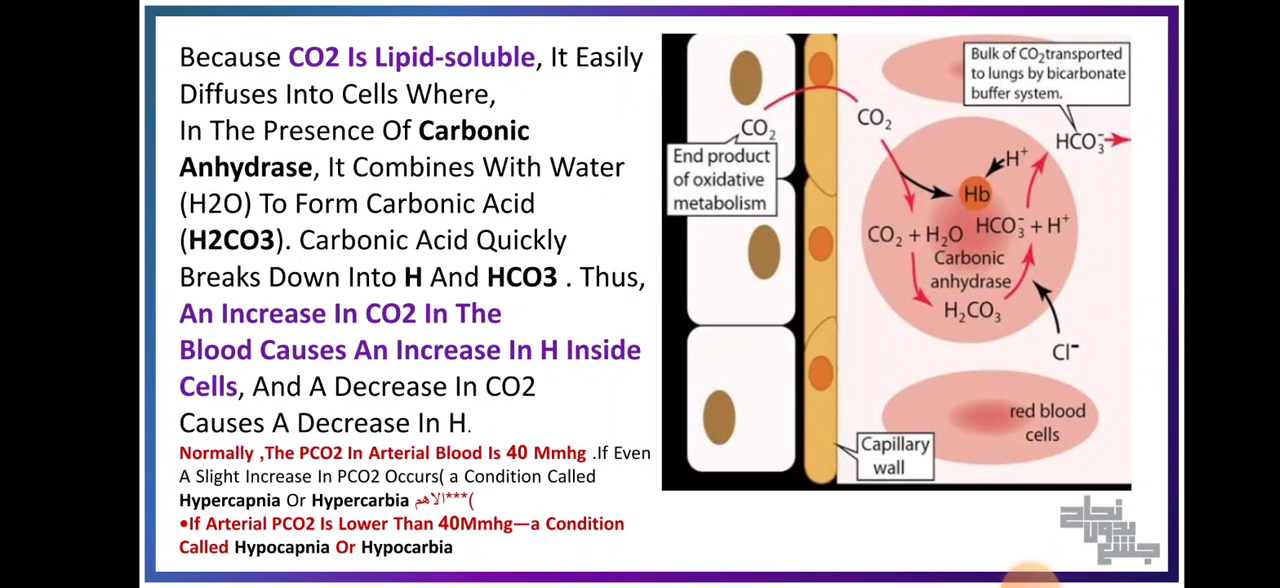 Because CO2 Is Lipid-soluble, It Easily
Diffuses Into Cells Where,
In The Presence Of Carbonic
Anhydrase, It Combines With Water
(H2O) To Form Carbonic Acid
(H2CO3). Carbonic Acid Quickly
Breaks Down Into H And HCO3 . Thus,
An Increase In CO2 In The
Blood Causes An Increase In H Inside
Cells, And A Decrease In CO2
Causes A Decrease In H.
Normally ,The PCO2 In Arterial Blood Is 40 Mmhg .If Even
A Slight Increase In PCO2 Occurs( a Condition Called
Hypercapnia Or Hypercarbia الاهم***(
•If Arterial PCO2 Is Lower Than 40Mmhg—a Condition
Called Hypocapnia Or Hypocarbia
Bulk of CO₂transported
to lungs by bicarbonate
buffer system.
CO₂
CO₂
HCO₃⁻
End product
of oxidative
metabolism
H⁺
Hb
CO₂ + H₂O
HCO₃⁻ + H⁺
Carbonic
anhydrase
H₂CO₃
Cl⁻
red blood
cells
Capillary
wall
نجاح
بدون
جشع